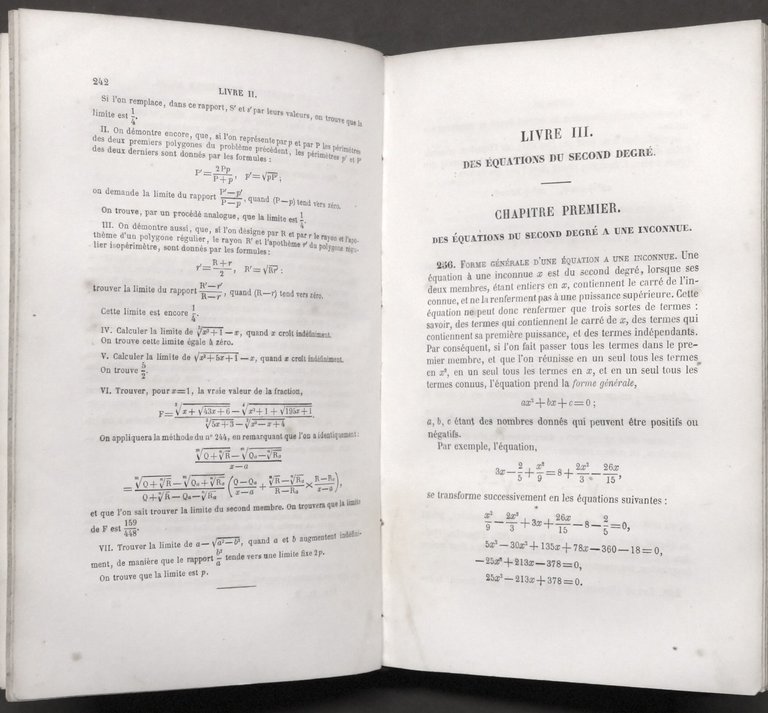 242
LIVRE II.
Si l'on remplace, dans ce rapport, S' et s' par leurs valeurs, on trouve que la
limite est 1/4.
II. On démontre encore, que, si l'on représente par p et par P les périmètres
des deux premiers polygones du problème précédent, les périmètres p' et P'
des deux derniers sont donnés par les formules :
P' = 2Pp/(P + p), p' = √(pP') ;
on demande la limite du rapport (P' — p')/(P — p), quand (P — p) tend vers zéro.
On trouve, par un procédé analogue, que la limite est 1/4.
III. On démontre aussi, que, si l'on désigne par R et par r le rayon et l'apo-
thème d'un polygone régulier, le rayon R' et l'apothème r' du polygone régu-
lier isopérimètre, sont donnés par les formules :
r' = (R + r)/2, R' = √(Rr') :
trouver la limite du rapport (R' — r')/(R — r), quand (R — r) tend vers zéro.
Cette limite est encore 1/4.
IV. Calculer la limite de √(x² + 1) — x, quand x croît indéfiniment.
On trouve cette limite égale à zéro.
V. Calculer la limite de √(x² + 5x + 1) — x, quand x croît indéfiniment.
On trouve 5/2.
VI. Trouver, pour x = 1, la vraie valeur de la fraction,
On appliquera la méthode du n° 244, en remarquant que l'on a identiquement :
et que l'on sait trouver la limite du second membre. On trouvera que la limite
de F est 159/448.
VII. Trouver la limite de a — √(a² — b²), quand a et b augmentent indéfini-
ment, de manière que le rapport b²/a tende vers une limite fixe 2p.
On trouve que la limite est p.
LIVRE III.
DES ÉQUATIONS DU SECOND DEGRÉ.
CHAPITRE PREMIER.
DES ÉQUATIONS DU SECOND DEGRÉ A UNE INCONNUE.
256. FORME GÉNÉRALE D'UNE ÉQUATION A UNE INCONNUE. Une
équation à une inconnue x est du second degré, lorsque ses
deux membres, étant entiers en x, contiennent le carré de l'in-
connue, et ne la renferment pas à une puissance supérieure. Cette
équation ne peut donc renfermer que trois sortes de termes :
savoir, des termes qui contiennent le carré de x, des termes qui
contiennent sa première puissance, et des termes indépendants.
Par conséquent, si l'on fait passer tous les termes dans le pre-
mier membre, et que l'on réunisse en un seul tous les termes
en x², en un seul tous les termes en x, et en un seul tous les
termes connus, l'équation prend la forme générale,
ax² + bx + c = 0 ;
a, b, c étant des nombres donnés qui peuvent être positifs ou
négatifs.
Par exemple, l'équation,
3x — 2/5 + x²/9 = 8 + 2x²/3 — 26x/15,
se transforme successivement en les équations suivantes :
x²/9 — 2x²/3 + 3x + 26x/15 — 8 — 2/5 = 0,
5x² — 30x² + 135x + 78x — 360 — 18 = 0,
— 25x² + 213x — 378 = 0,
25x² — 213x + 378 = 0.